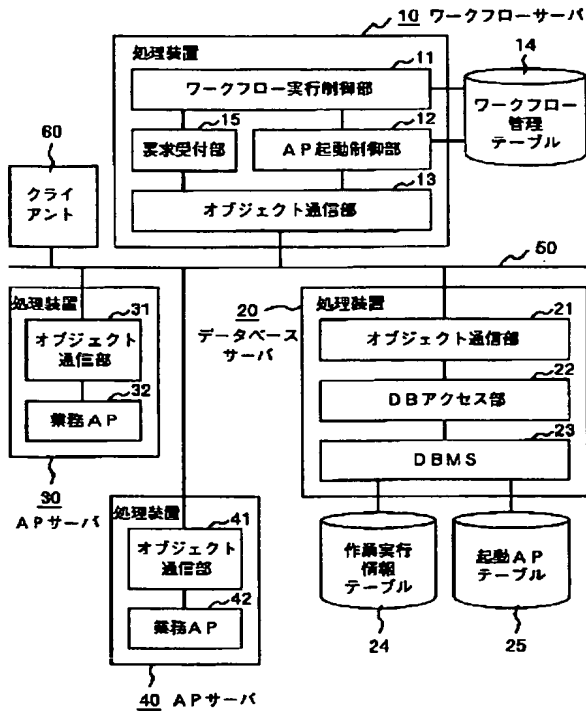 10 ワークフローサーバ
処理装置
11
ワークフロー実行制御部
14
ワークフロー
管理
テーブル
15
要求受付部
12
AP起動制御部
13
オブジェクト通信部
60
クライ
アント
50
処理装置
31
オブジェクト
通信部
32
業務AP
30
APサーバ
処理装置
41
オブジェクト
通信部
42
業務AP
40 APサーバ
20
データベース
サーバ
処理装置
21
オブジェクト通信部
22
DBアクセス部
23
DBMS
作業実行
情報
テーブル
24
起動AP
テーブル
25